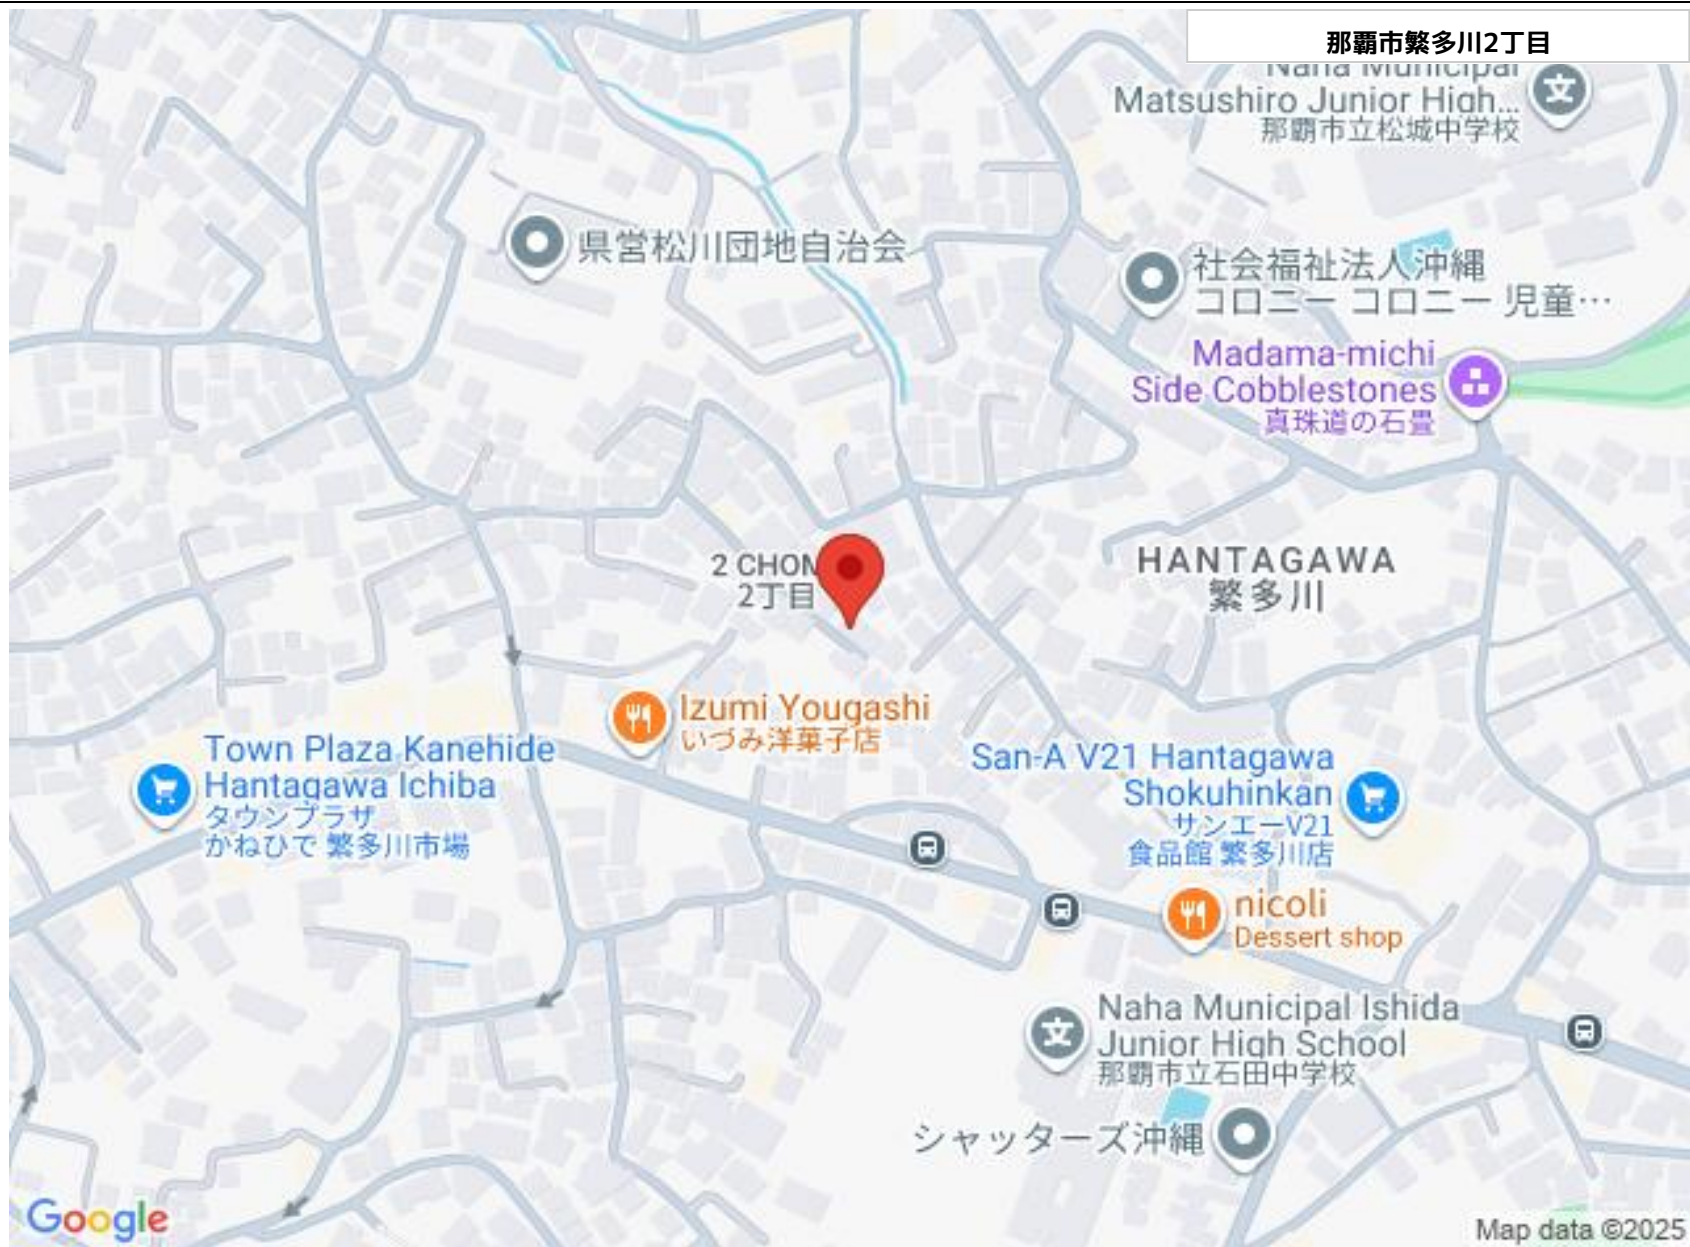 那覇市繁多川2丁目
Naha Municipal
Matsushiro Junior High...
那覇市立松城中学校
県営松川団地自治会
社会福祉法人沖縄
コロニー コロニー 児童…
Madama-michi
Side Cobblestones
真珠道の石畳
2 CHOM
2丁目
HANTAGAWA
繁多川
Izumi Yougashi
いづみ洋菓子店
Town Plaza Kanehide
Hantagawa Ichiba
タウンプラザ
かねひで 繁多川市場
San-A V21 Hantagawa
Shokuhinkan
サンエーV21
食品館 繁多川店
nicoli
Dessert shop
Naha Municipal Ishida
Junior High School
那覇市立石田中学校
シャッターズ沖縄
文
文
Google
Map data ©2025